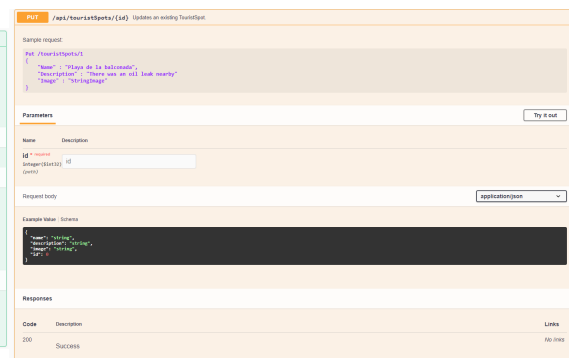 PUT /api/touristSpots/{id} Updates an existing TouristSpot.
Sample request:
Put /touristSpots/1
{
"Name" : "Playa de la balconada",
"Description" : "There was an oil leak nearby"
"Image" : "StringImage"
}
Parameters
Try it out
Name Description
id * required
integer($int32)
(path)
id
Request body
application/json
Example Value | Schema
{
"name": "string",
"description": "string",
"image": "string",
"id": 0
}
Responses
Code Description Links
200
Success
No links